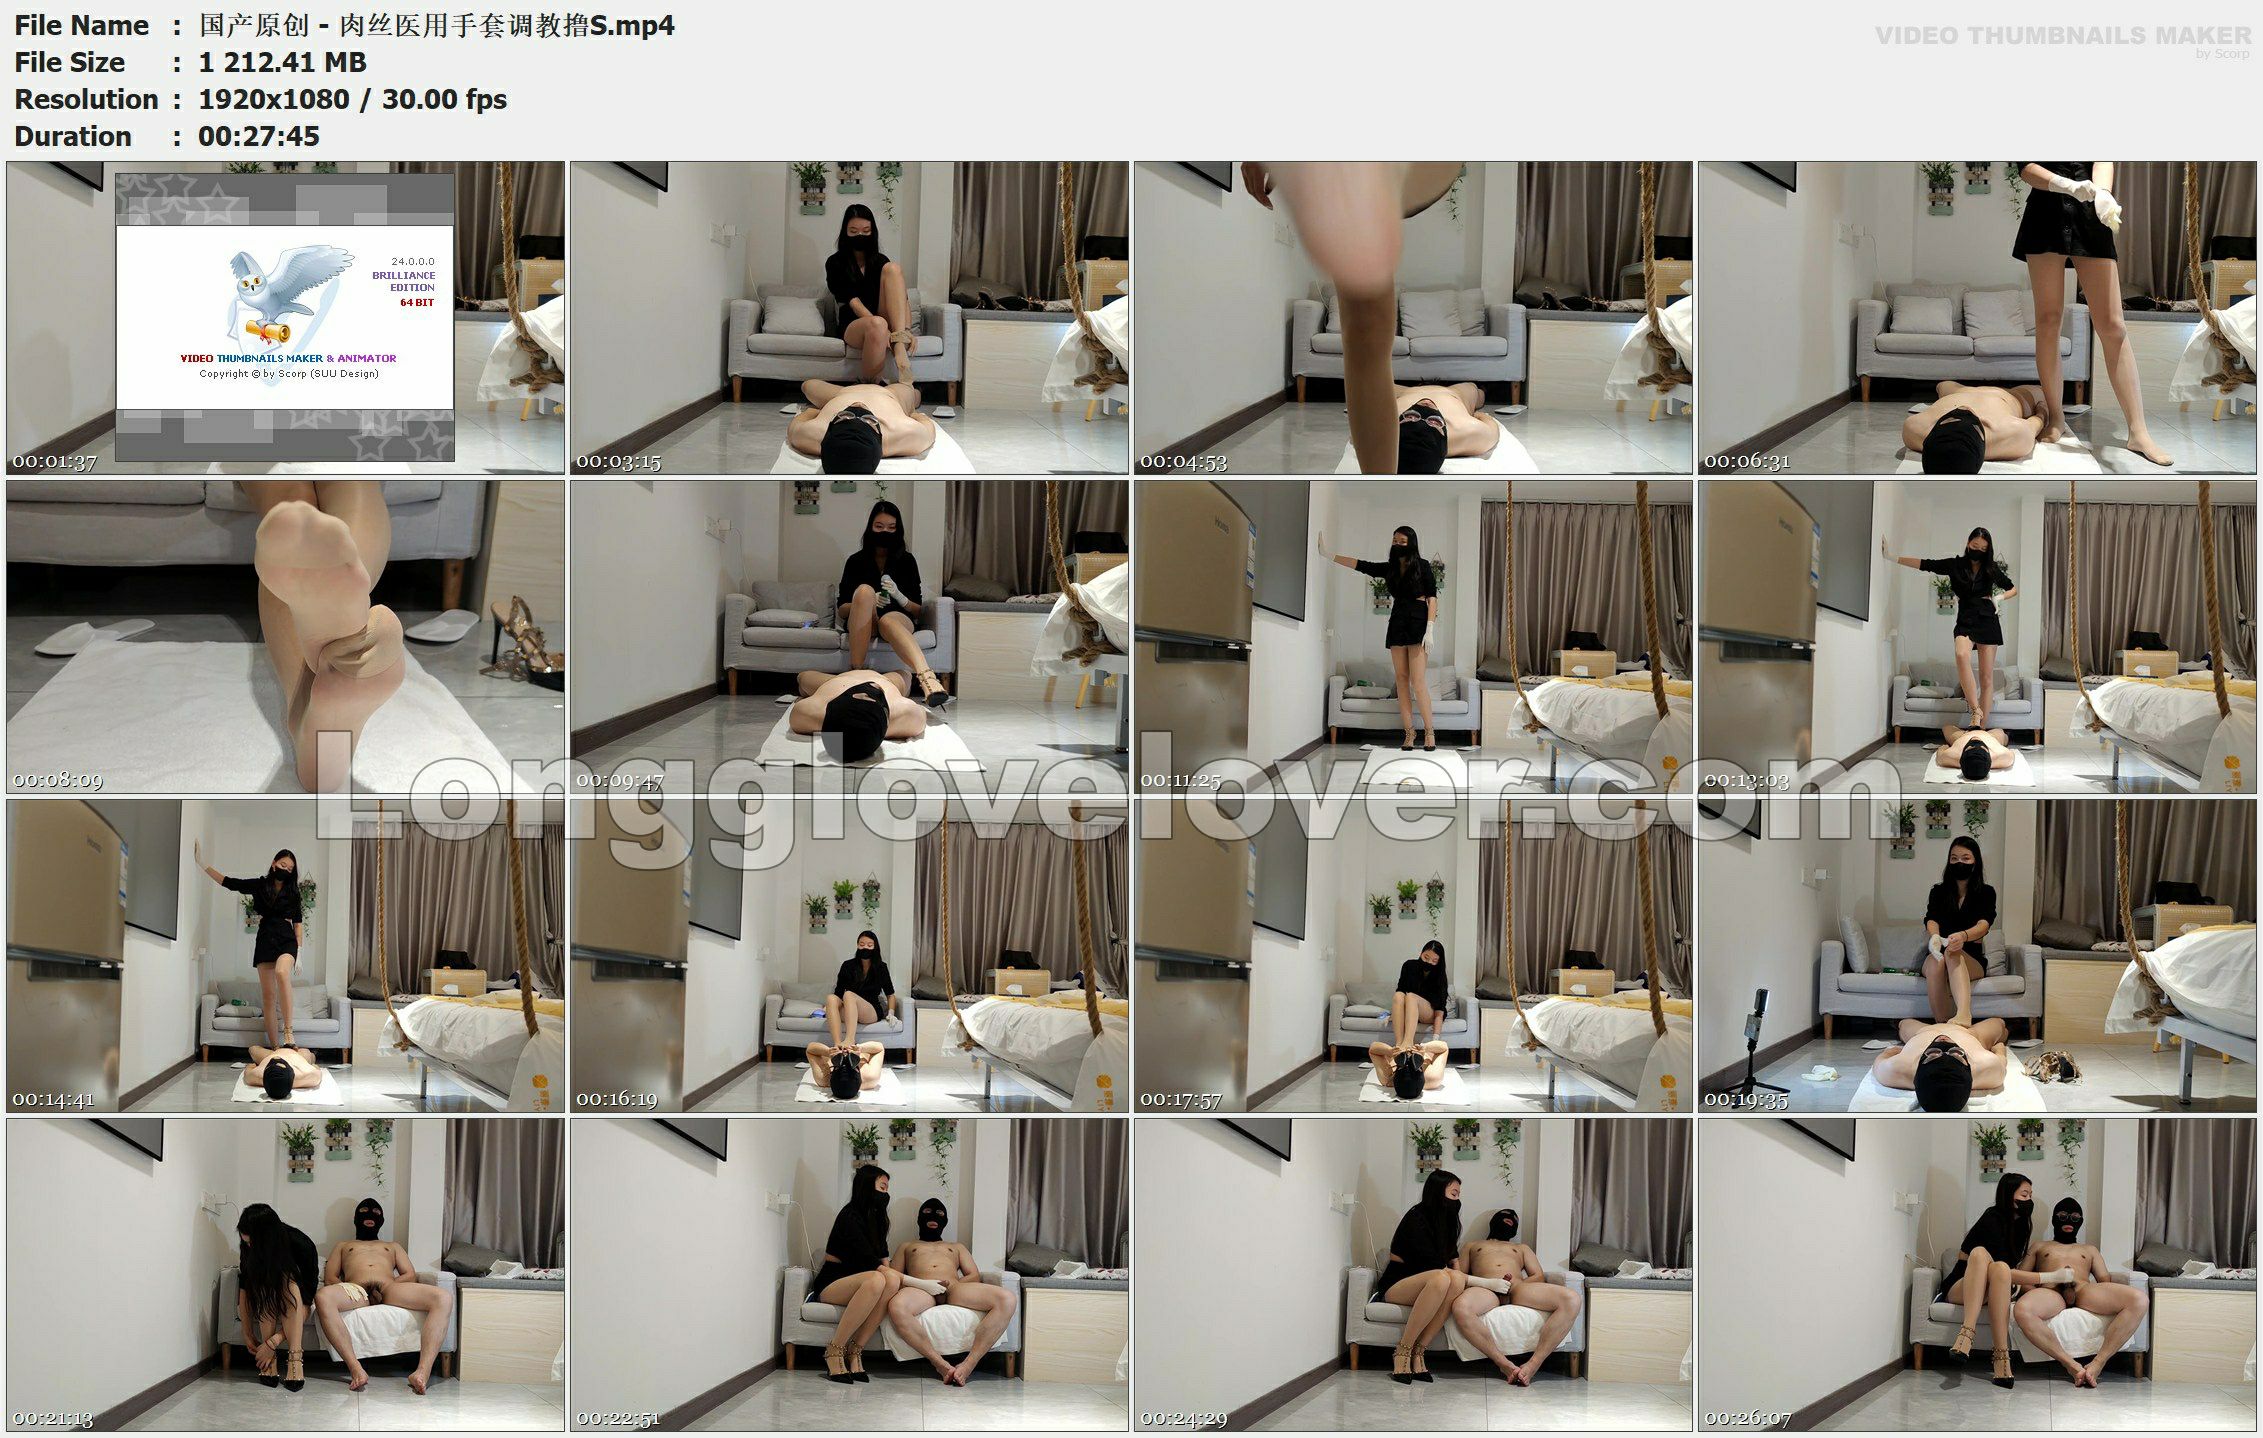 File Name : 国产原创 - 肉丝医用手套调教撸S.mp4
VIDEO THUMBNAILS MAKER
by Scorp
File Size : 1 212.41 MB
Resolution : 1920x1080 / 30.00 fps
Duration : 00:27:45
24.0.0.0
BRILLIANCE
EDITION
64 BIT
VIDEO THUMBNAILS MAKER & ANIMATOR
Copyright © by Scorp (SUU Design)
00:01:37
00:03:15
00:04:53
00:06:31
00:08:09
00:09:47
00:11:25
00:13:03
Longglovelover.com
00:14:41
00:16:19
00:17:57
00:19:35
00:21:13
00:22:51
00:24:29
00:26:07